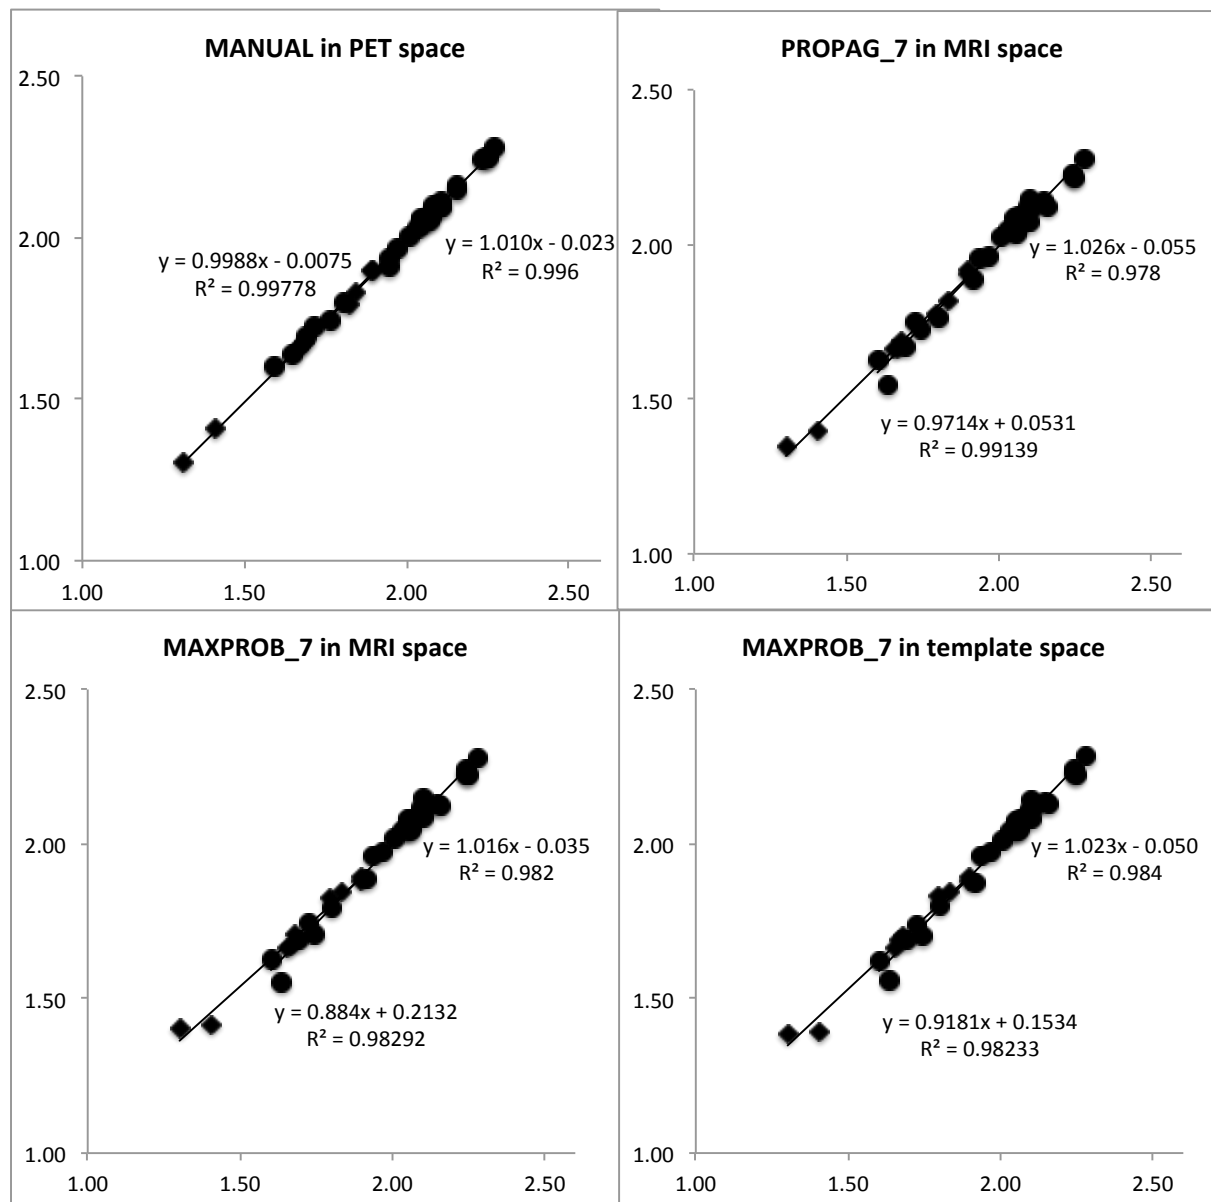 MANUAL in PET space
2.50
2.00
1.50
1.00
y = 0.9988x - 0.0075
R² = 0.99778
y = 1.010x - 0.023
R² = 0.996
1.00 1.50 2.00 2.50
PROPAG_7 in MRI space
2.50
2.00
1.50
1.00
y = 1.026x - 0.055
R² = 0.978
y = 0.9714x + 0.0531
R² = 0.99139
1.00 1.50 2.00 2.50
MAXPROB_7 in MRI space
2.50
2.00
1.50
1.00
y = 1.016x - 0.035
R² = 0.982
y = 0.884x + 0.2132
R² = 0.98292
1.00 1.50 2.00 2.50
MAXPROB_7 in template space
2.50
2.00
1.50
1.00
y = 1.023x - 0.050
R² = 0.984
y = 0.9181x + 0.1534
R² = 0.98233
1.00 1.50 2.00 2.50